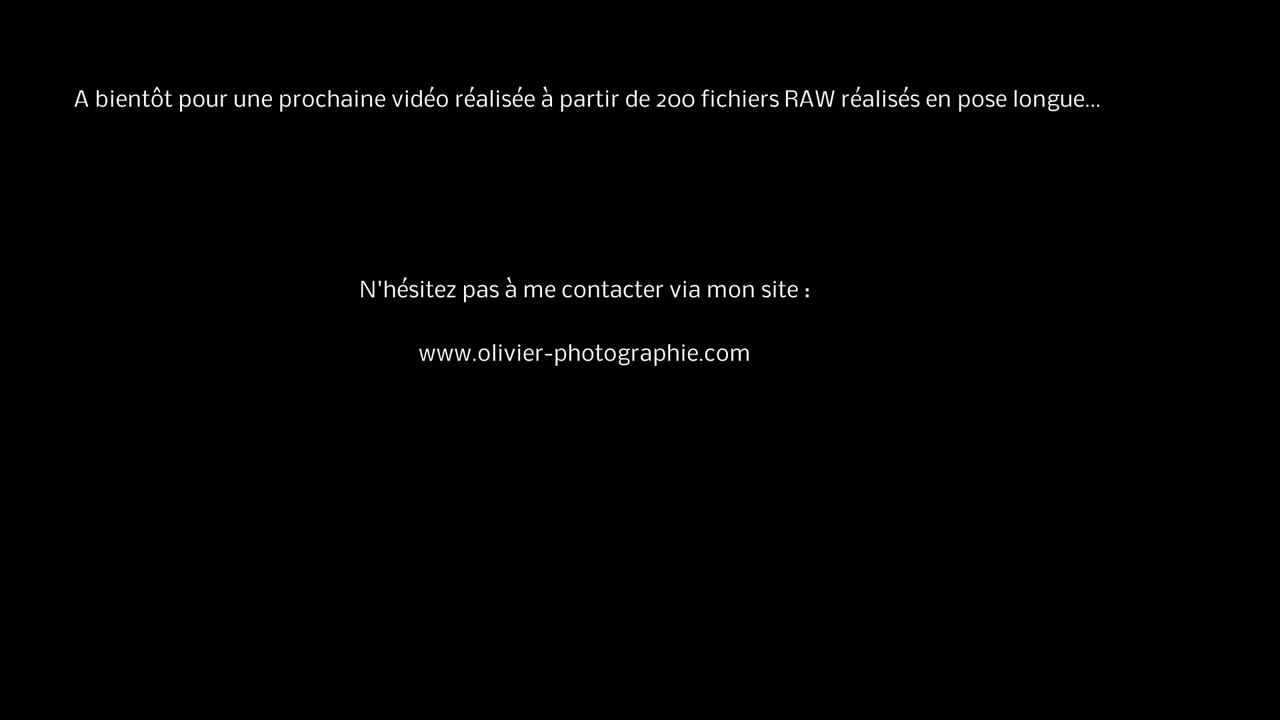 A bientôt pour une prochaine vidéo réalisée à partir de 200 fichiers RAW réalisés en pose longue...
N'hésitez pas à me contacter via mon site :
www.olivier-photographie.com